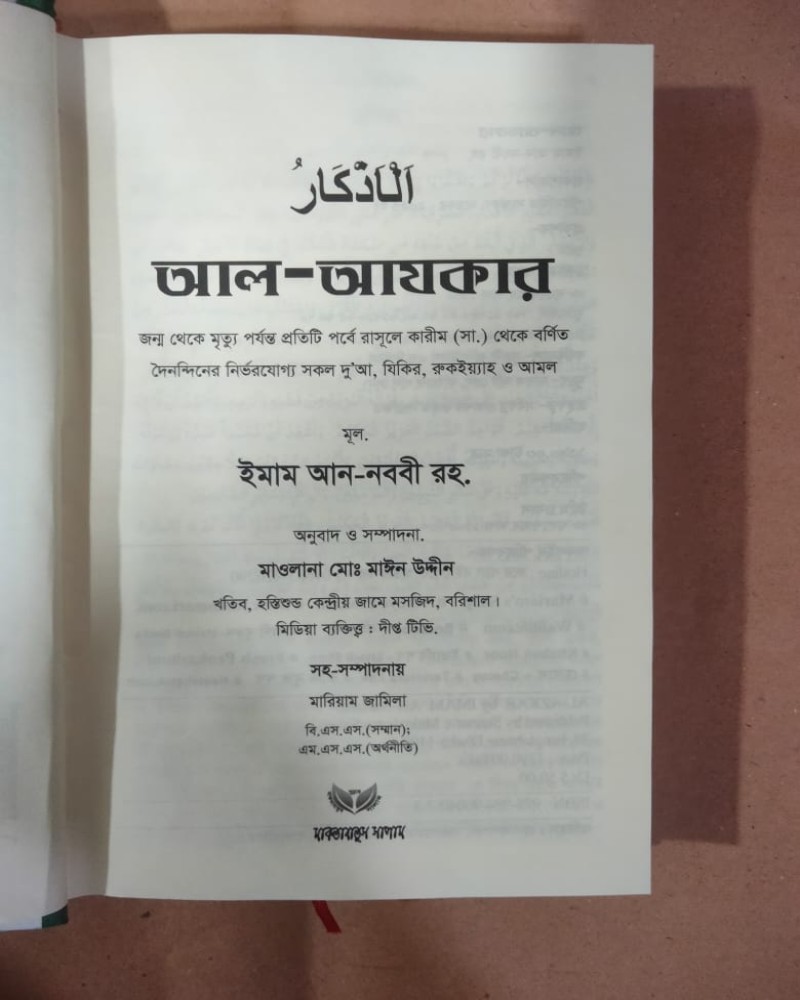 اَلْاَذْكَارُ
আল-আযকার
জন্ম থেকে মৃত্যু পর্যন্ত প্রতিটি পর্বে রাসূলে কারীম (সা.) থেকে বর্ণিত
দৈনন্দিনের নির্ভরযোগ্য সকল দু'আ, যিকির, রুকইয়্যাহ ও আমল
মূল.
ইমাম আন-নববী রহ.
অনুবাদ ও সম্পাদনা.
মাওলানা মোঃ মাঈন উদ্দীন
খতিব, হস্তিশুন্ড কেন্দ্রীয় জামে মসজিদ, বরিশাল।
মিডিয়া ব্যক্তিত্ব : দীপ্ত টিভি.
সহ-সম্পাদনায়
মারিয়াম জামিলা
বি.এস.এস.(সম্মান);
এম.এস.এস.(অর্থনীতি)
মাকতাবাতুস সালাম